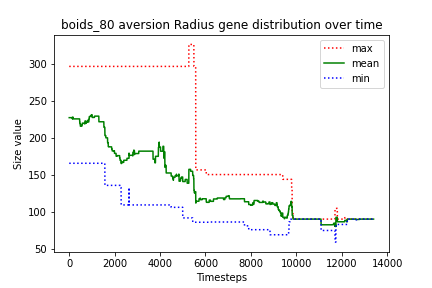 boids_80 aversion Radius gene distribution over time
max
mean
min
Size value
300
250
200
150
100
50
0
2000
4000
6000
8000
10000
12000
14000
Timesteps